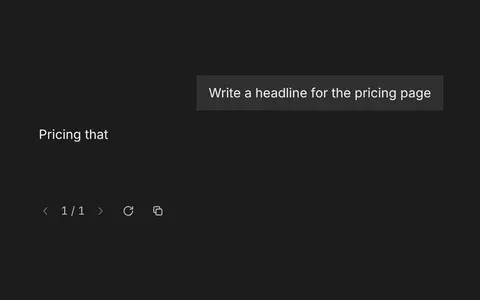 Write a headline for the pricing page
Pricing that
1 / 1